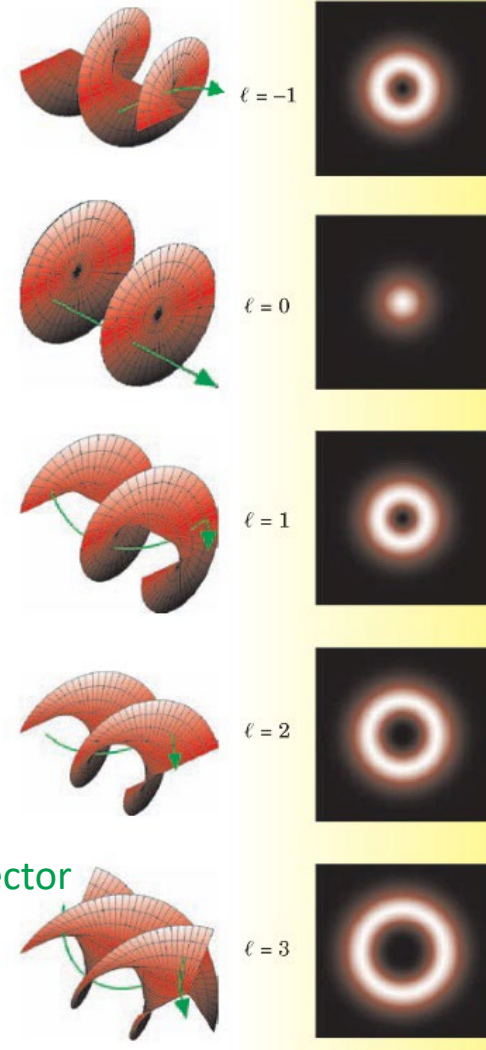 ℓ = −1
ℓ = 0
ℓ = 1
ℓ = 2
ector
ℓ = 3